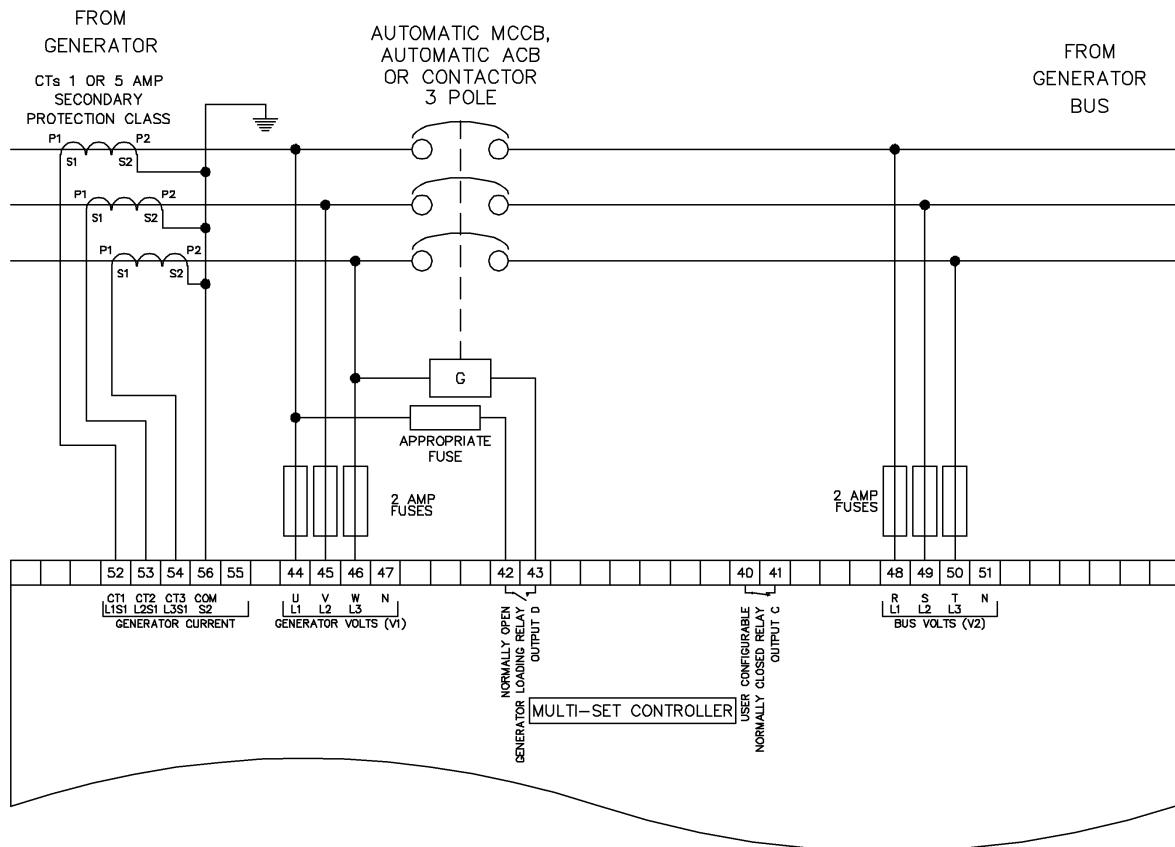 FROM
GENERATOR
CTs 1 OR 5 AMP
SECONDARY
PROTECTION CLASS
AUTOMATIC MCCB,
AUTOMATIC ACB
OR CONTACTOR
3 POLE
FROM
GENERATOR
BUS
P1 P2
S1 S2
P1 P2
S1 S2
P1 P2
S1 S2
G
APPROPRIATE
FUSE
2 AMP
FUSES
2 AMP
FUSES
52 53 54 56 55 44 45 46 47 42 43 40 41 48 49 50 51
CT1 CT2 CT3 COM
L1S1 L2S1 L3S1 S2
GENERATOR CURRENT
U V W N
L1 L2 L3
GENERATOR VOLTS (V1)
NORMALLY OPEN
GENERATOR LOADING RELAY
OUTPUT D
USER CONFIGURABLE
NORMALLY CLOSED RELAY
OUTPUT C
R S T N
L1 L2 L3
BUS VOLTS (V2)
MULTI-SET CONTROLLER